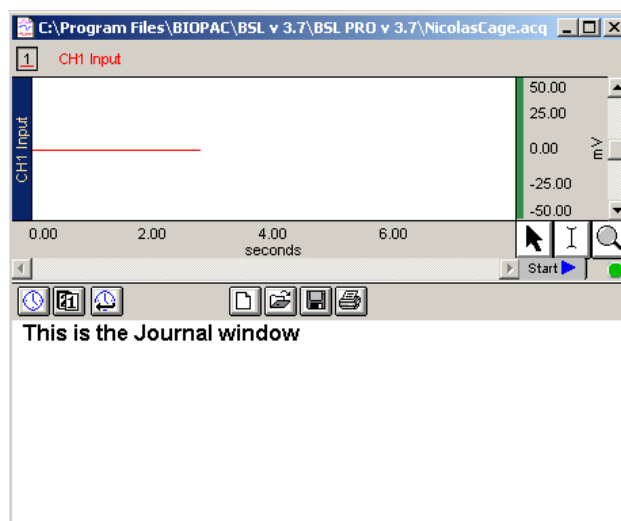 C:\Program Files\BIOPAC\BSL v 3.7\BSL PRO v 3.7\NicolasCage.acq
1 CH1 Input
CH1 Input
50.00
25.00
0.00
-25.00
-50.00
mV
0.00 2.00 4.00 6.00
seconds
Start
This is the Journal window